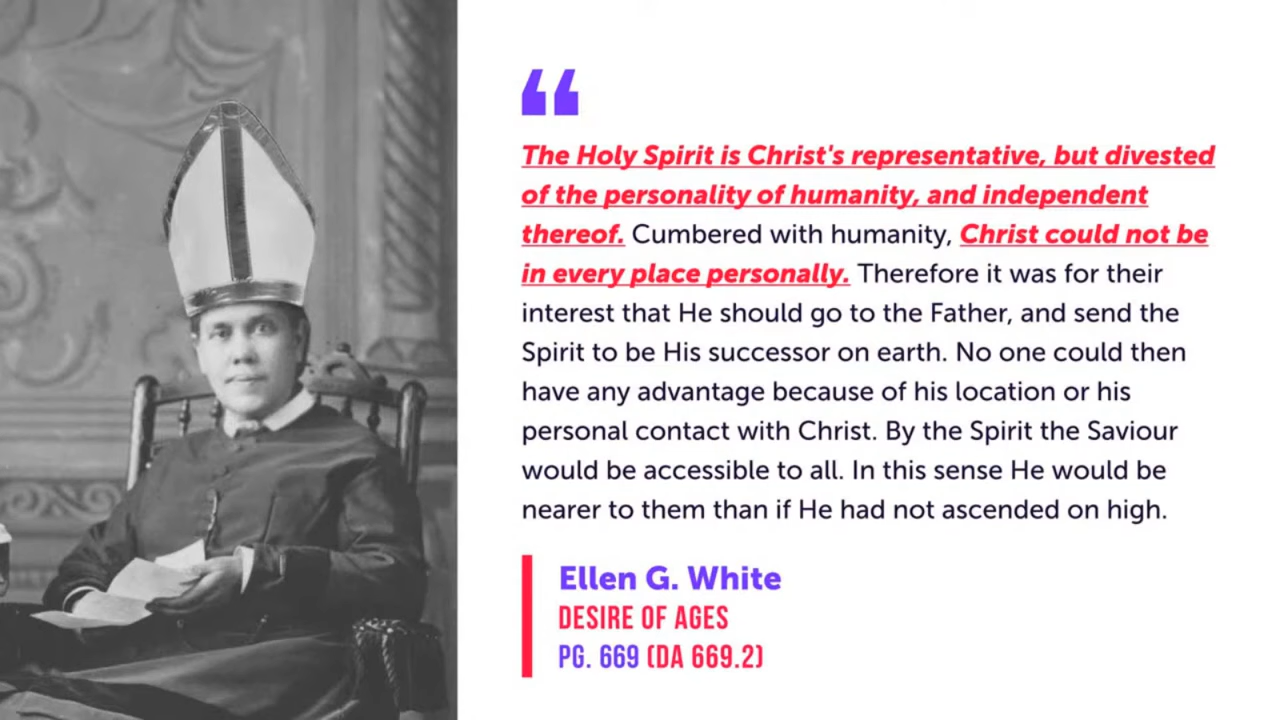 “
The Holy Spirit is Christ's representative, but divested
of the personality of humanity, and independent
thereof. Cumbered with humanity, Christ could not be
in every place personally. Therefore it was for their
interest that He should go to the Father, and send the
Spirit to be His successor on earth. No one could then
have any advantage because of his location or his
personal contact with Christ. By the Spirit the Saviour
would be accessible to all. In this sense He would be
nearer to them than if He had not ascended on high.
Ellen G. White
DESIRE OF AGES
PG. 669 (DA 669.2)